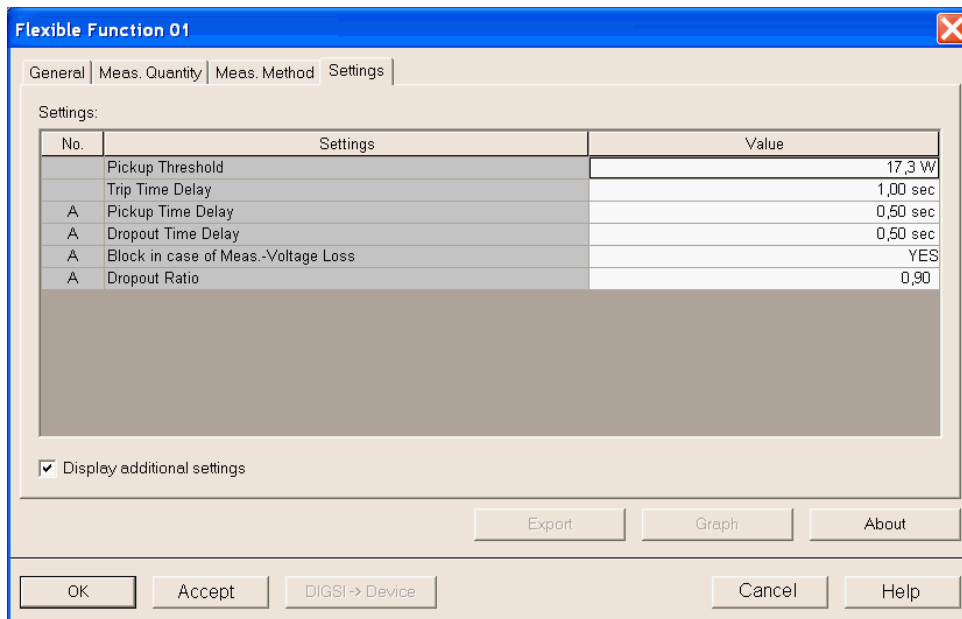 Flexible Function 01
General Meas. Quantity Meas. Method Settings
Settings:
No. Settings Value
Pickup Threshold 17,3 W
Trip Time Delay 1,00 sec
A Pickup Time Delay 0,50 sec
A Dropout Time Delay 0,50 sec
A Block in case of Meas.-Voltage Loss YES
A Dropout Ratio 0,90
Display additional settings
Export Graph About
OK Accept DIGSI -> Device Cancel Help